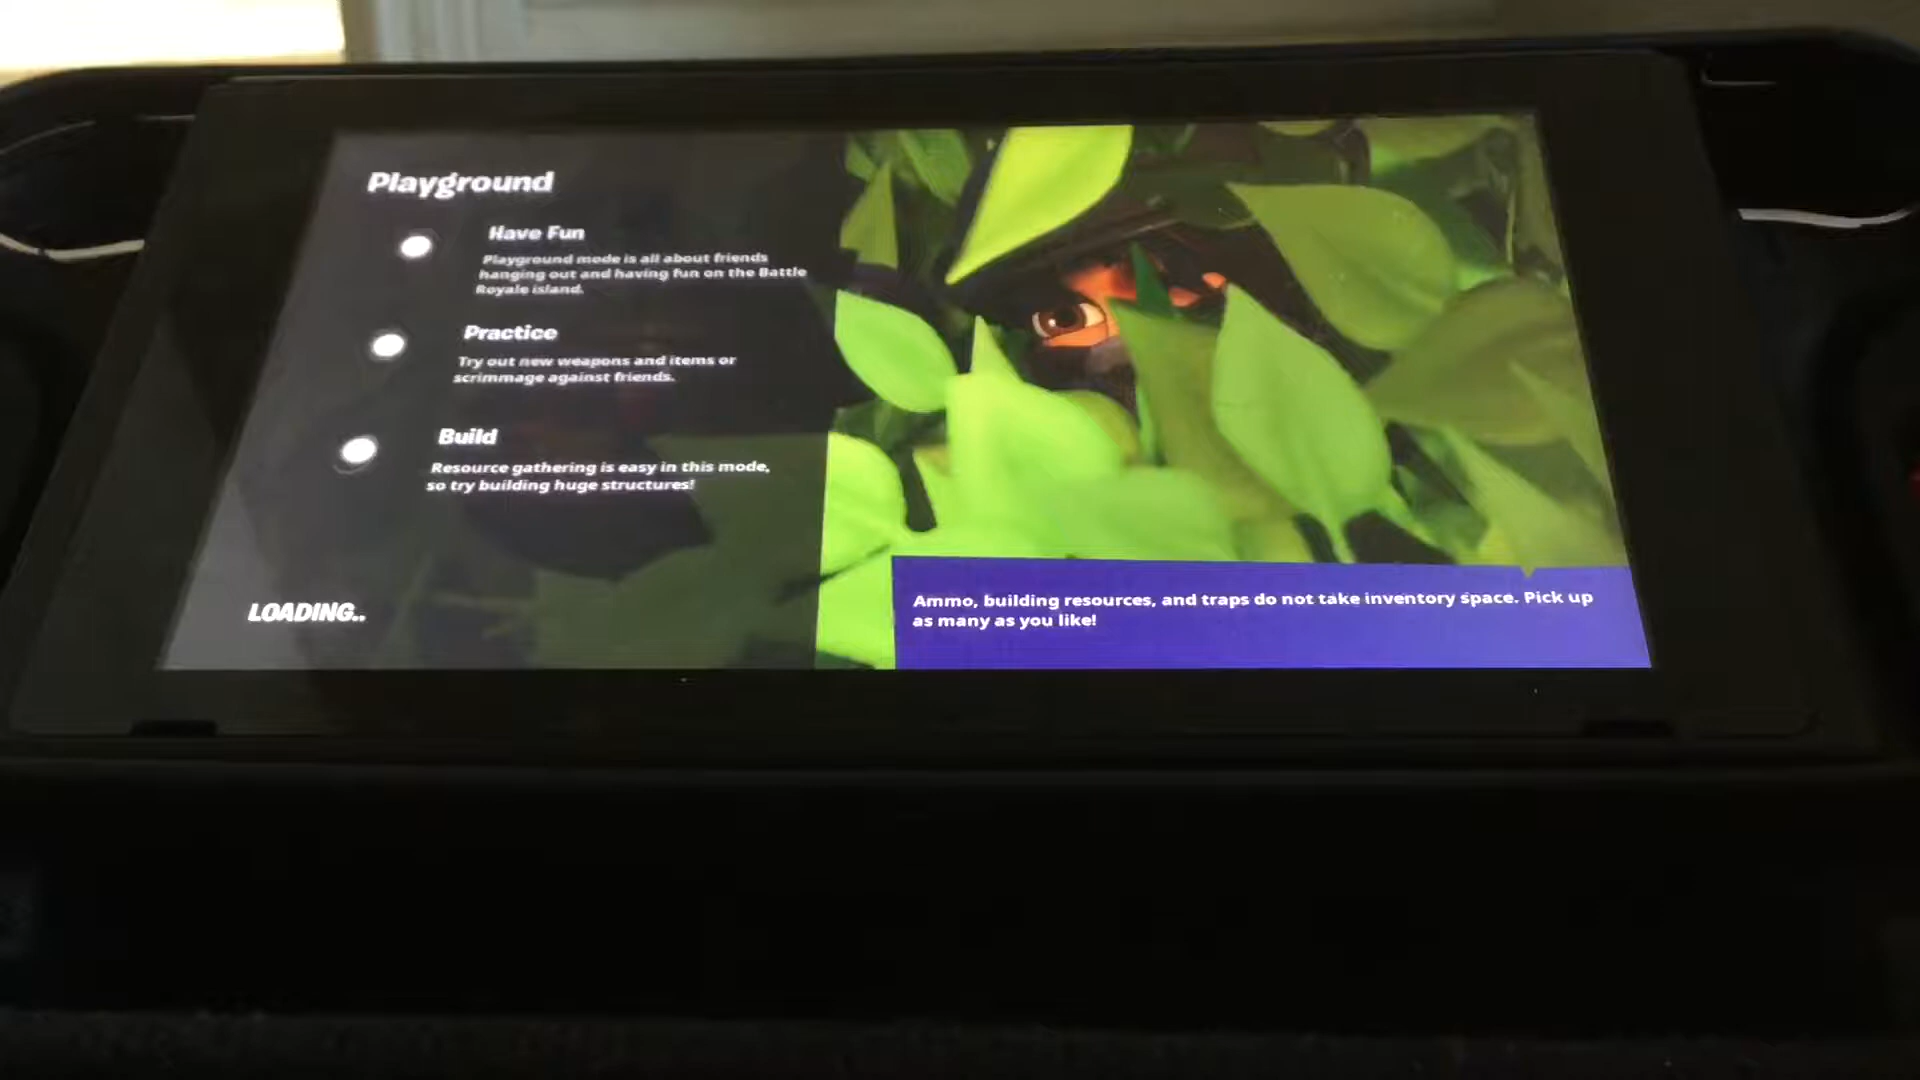 Playground
Have Fun
Playground mode is all about friends
hanging out and having fun on the Battle
Royale island.
Practice
Try out new weapons and items or
scrimmage against friends.
Build
Resource gathering is easy in this mode,
so try building huge structures!
LOADING..
Ammo, building resources, and traps do not take inventory space. Pick up
as many as you like!